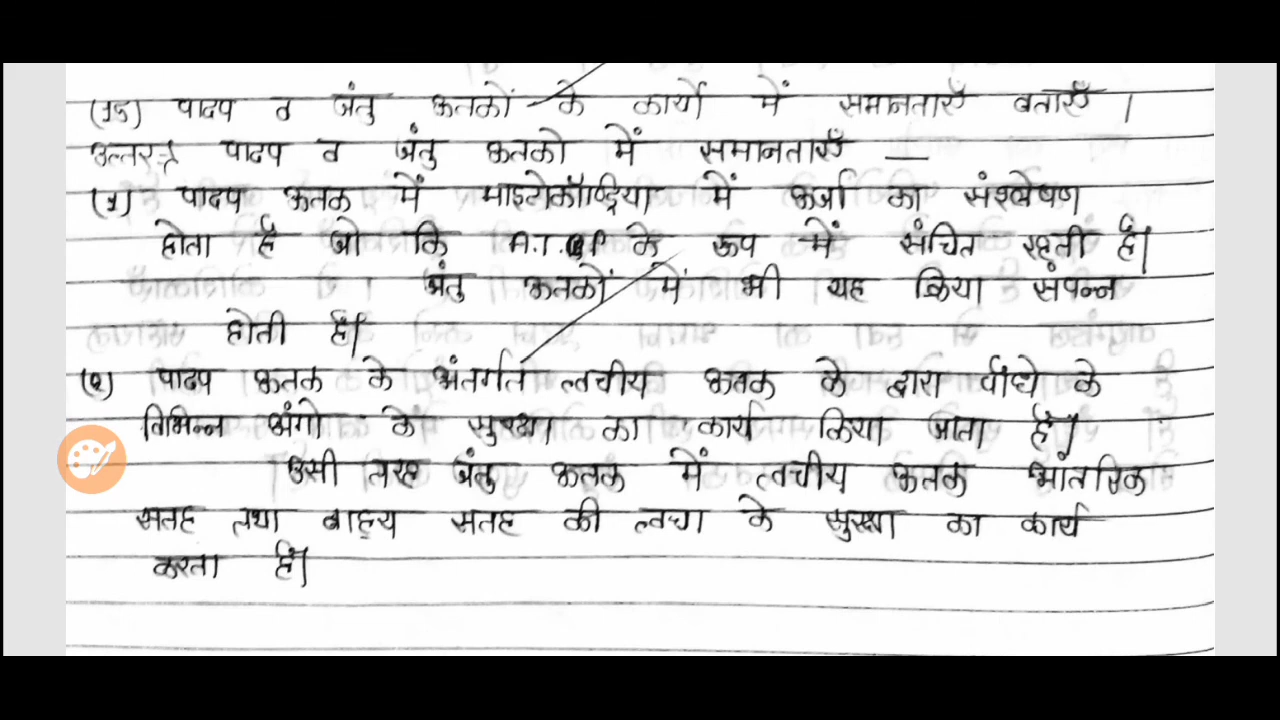 (15) पादप व जंतु ऊतकों के कार्यो में समानताएँ बताएँ ।
उत्तर पादप व जंतु ऊतको में समानताएँ —
(1) पादप ऊतक में माइटोकॉण्ड्रिया में ऊर्जा का संश्लेषण
होता है जो कि A.T.P के रूप में संचित रहती है।
जंतु ऊतकों में भी यह क्रिया संपन्न
होती है।
(2) पादप ऊतक के अंतर्गत त्वचीय ऊतक के द्वारा पौधे के
विभिन्न अंगो के सुरक्षा का कार्य किया जाता है।
उसी तरह जंतु ऊतक में त्वचीय ऊतक आंतरिक
सतह तथा बाह्य सतह की त्वचा के सुरक्षा का कार्य
करता है।